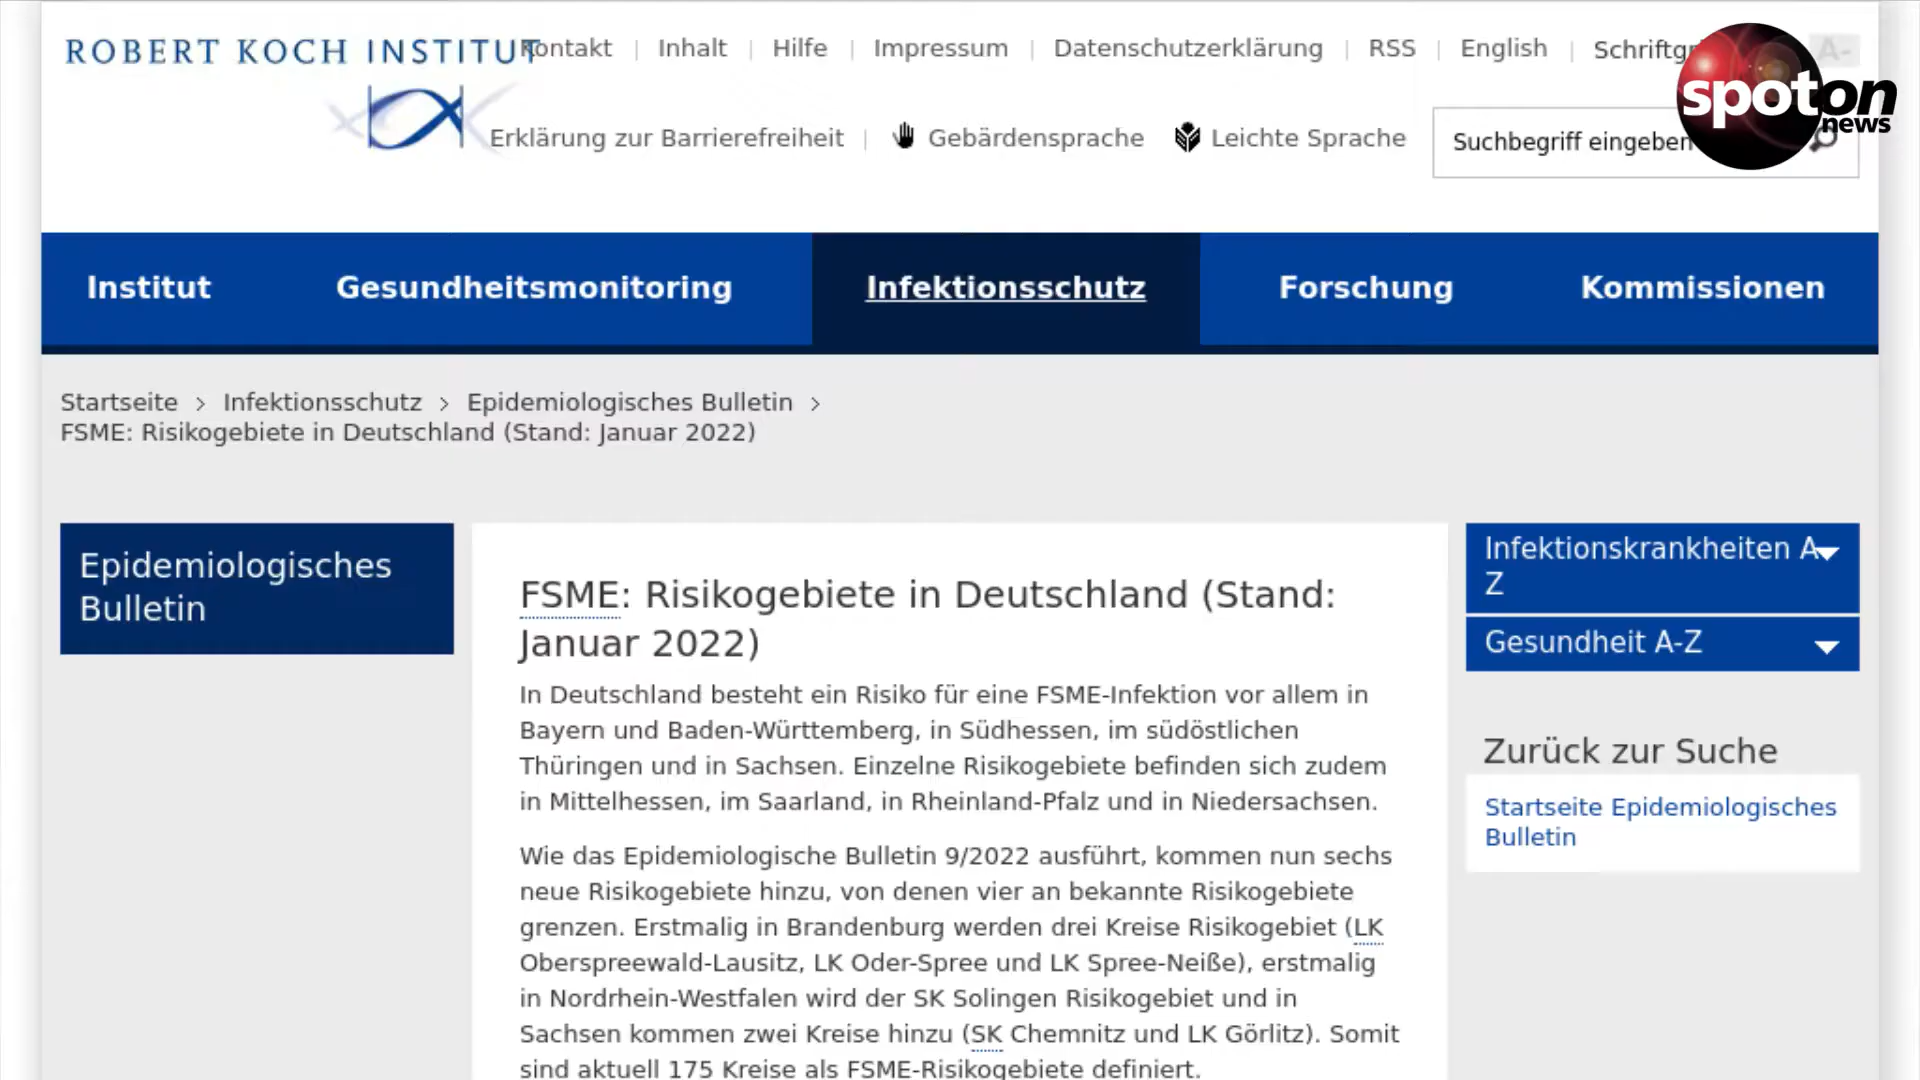 ROBERT KOCH INSTITUT
Kontakt | Inhalt | Hilfe | Impressum | Datenschutzerklärung | RSS | English |
A-
Erklärung zur Barrierefreiheit | Gebärdensprache Leichte Sprache
Suchbegriff eingeben
spoton
news
Institut Gesundheitsmonitoring Infektionsschutz Forschung Kommissionen
Startseite > Infektionsschutz > Epidemiologisches Bulletin >
FSME: Risikogebiete in Deutschland (Stand: Januar 2022)
Epidemiologisches
Bulletin
FSME: Risikogebiete in Deutschland (Stand:
Januar 2022)
In Deutschland besteht ein Risiko für eine FSME-Infektion vor allem in
Bayern und Baden-Württemberg, in Südhessen, im südöstlichen
Thüringen und in Sachsen. Einzelne Risikogebiete befinden sich zudem
in Mittelhessen, im Saarland, in Rheinland-Pfalz und in Niedersachsen.
Wie das Epidemiologische Bulletin 9/2022 ausführt, kommen nun sechs
neue Risikogebiete hinzu, von denen vier an bekannte Risikogebiete
grenzen. Erstmalig in Brandenburg werden drei Kreise Risikogebiet (LK
Oberspreewald-Lausitz, LK Oder-Spree und LK Spree-Neiße), erstmalig
in Nordrhein-Westfalen wird der SK Solingen Risikogebiet und in
Sachsen kommen zwei Kreise hinzu (SK Chemnitz und LK Görlitz). Somit
sind aktuell 175 Kreise als FSME-Risikogebiete definiert.
Infektionskrankheiten A-
Z
Gesundheit A-Z
Zurück zur Suche
Startseite Epidemiologisches
Bulletin